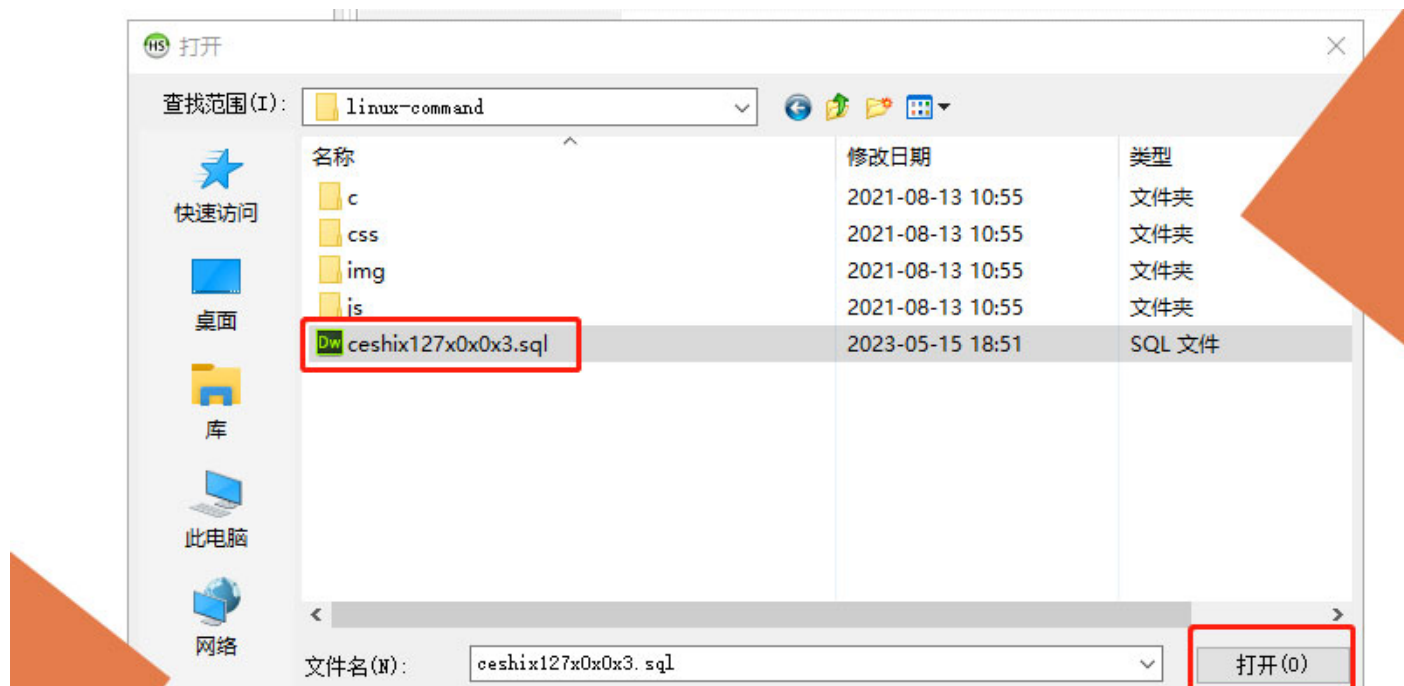 HS 打开
查找范围(I): linux-command
名称 修改日期 类型
快速访问
c 2021-08-13 10:55 文件夹
css 2021-08-13 10:55 文件夹
img 2021-08-13 10:55 文件夹
js 2021-08-13 10:55 文件夹
桌面
Dw ceshix127x0x0x3.sql 2023-05-15 18:51 SQL 文件
库
此电脑
网络
文件名(N): ceshix127x0x0x3.sql 打开(O)